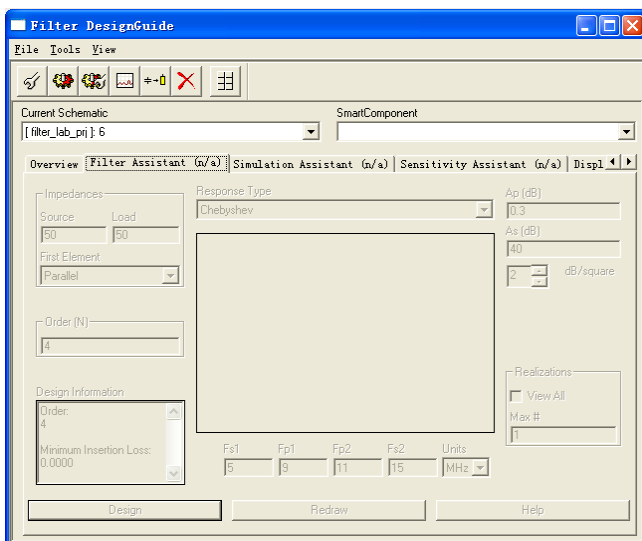 Filter DesignGuide
File Tools View
Current Schematic
SmartComponent
[ filter_lab_prj ]: 6
Overview Filter Assistant (n/a) Simulation Assistant (n/a) Sensitivity Assistant (n/a) Displ
Impedances
Source Load
50 50
First Element
Parallel
Order (N)
4
Design Information
Order:
4
Minimum Insertion Loss:
0.0000
Response Type
Chebyshev
Fs1 Fp1 Fp2 Fs2 Units
5 9 11 15 MHz
Ap (dB)
0.3
As (dB)
40
2 dB/square
Realizations
View All
Max #
1
Design Redraw Help